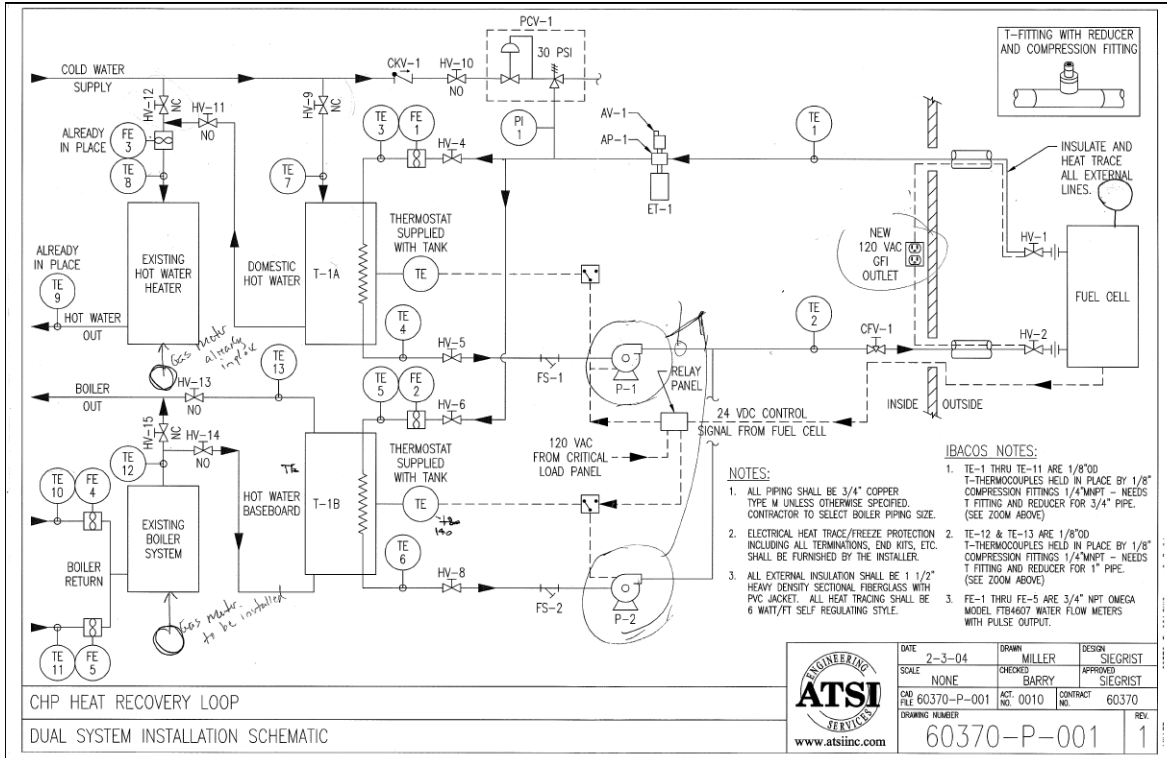 PCV-1
30 PSI
T-FITTING WITH REDUCER
AND COMPRESSION FITTING
COLD WATER
SUPPLY
CKV-1
HV-10
NO
HV-12
NC
HV-11
NO
HV-9
NC
ALREADY
IN PLACE
FE
3
TE
8
TE
7
TE
3
FE
1
HV-4
PI
1
AV-1
AP-1
ET-1
TE
1
INSULATE AND
HEAT TRACE
ALL EXTERNAL
LINES.
HV-1
NEW
120 VAC
GFI
OUTLET
FUEL CELL
HV-2
ALREADY
IN PLACE
TE
9
HOT WATER
OUT
EXISTING
HOT WATER
HEATER
DOMESTIC
HOT WATER
T-1A
THERMOSTAT
SUPPLIED
WITH TANK
TE
TE
4
HV-5
FS-1
P-1
TE
2
CFV-1
Gas meter
already
in place
BOILER
OUT
HV-13
NO
TE
13
TE
5
FE
2
HV-6
RELAY
PANEL
24 VDC CONTROL
SIGNAL FROM FUEL CELL
INSIDE
OUTSIDE
120 VAC
FROM CRITICAL
LOAD PANEL
HV-15
NC
HV-14
NO
TE
12
TE
10
FE
4
EXISTING
BOILER
SYSTEM
BOILER
RETURN
TE
11
FE
5
Gas meter
to be installed
HOT WATER
BASEBOARD
TE
T-1B
THERMOSTAT
SUPPLIED
WITH TANK
TE
140
TE
6
HV-8
FS-2
P-2
NOTES:
1. ALL PIPING SHALL BE 3/4" COPPER
TYPE M UNLESS OTHERWISE SPECIFIED.
CONTRACTOR TO SELECT BOILER PIPING SIZE.
2. ELECTRICAL HEAT TRACE/FREEZE PROTECTION
INCLUDING ALL TERMINATIONS, END KITS, ETC.
SHALL BE FURNISHED BY THE INSTALLER.
3. ALL EXTERNAL INSULATION SHALL BE 1 1/2"
HEAVY DENSITY SECTIONAL FIBERGLASS WITH
PVC JACKET. ALL HEAT TRACING SHALL BE
6 WATT/FT SELF REGULATING STYLE.
IBACOS NOTES:
1. TE-1 THRU TE-11 ARE 1/8"OD
T-THERMOCOUPLES HELD IN PLACE BY 1/8"
COMPRESSION FITTINGS 1/4"MNPT - NEEDS
T FITTING AND REDUCER FOR 3/4" PIPE.
(SEE ZOOM ABOVE)
2. TE-12 & TE-13 ARE 1/8"OD
T-THERMOCOUPLES HELD IN PLACE BY 1/8"
COMPRESSION FITTINGS 1/4"MNPT - NEEDS
T FITTING AND REDUCER FOR 1" PIPE.
(SEE ZOOM ABOVE)
3. FE-1 THRU FE-5 ARE 3/4" NPT OMEGA
MODEL FTB4607 WATER FLOW METERS
WITH PULSE OUTPUT.
CHP HEAT RECOVERY LOOP
DUAL SYSTEM INSTALLATION SCHEMATIC
ENGINEERING
ATSI
SERVICES
www.atsiinc.com
DATE 2-3-04
DRAWN MILLER
DESIGN SIEGRIST
SCALE NONE
CHECKED BARRY
APPROVED SIEGRIST
CAD FILE 60370-P-001
ACT. NO. 0010
CONTRACT NO. 60370
DRAWING NUMBER
60370-P-001
REV.
1